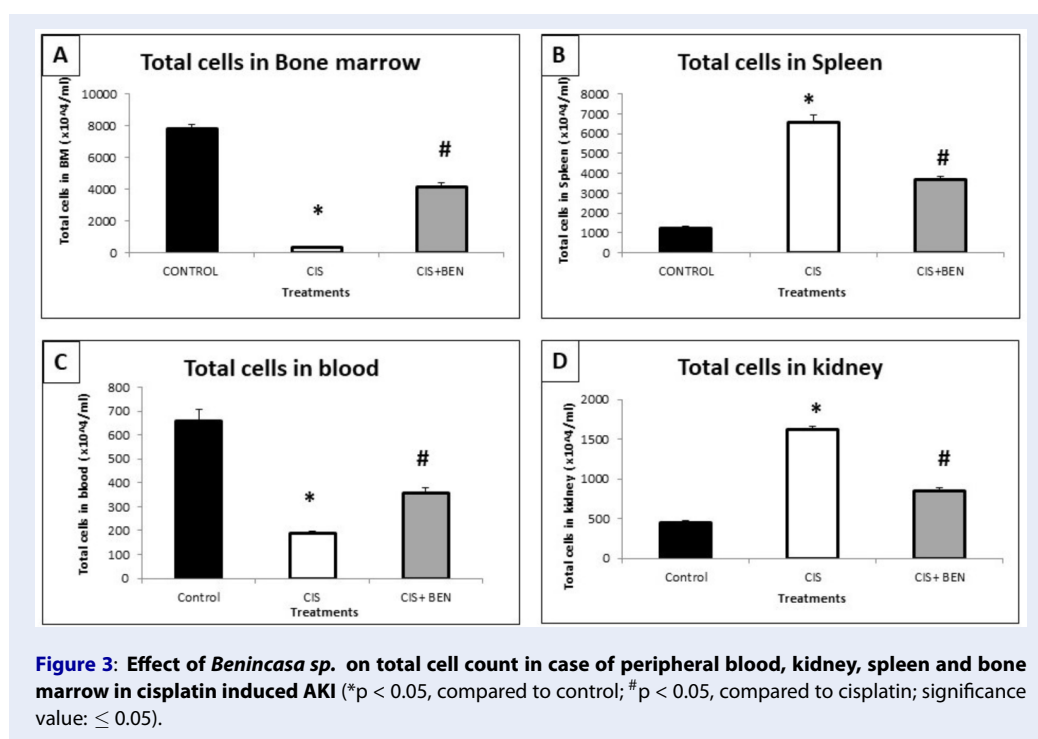 A
Total cells in Bone marrow
Total cells in BM (x10^4/ml)
10000
8000
6000
4000
2000
0
*
#
CONTROL CIS CIS+BEN
Treatments
B
Total cells in Spleen
Total cells in Spleen (x10^4/ml)
8000
7000
6000
5000
4000
3000
2000
1000
0
*
#
CONTROL CIS CIS+BEN
Treatments
C
Total cells in blood
Total cells in blood (x10^4/ml)
800
700
600
500
400
300
200
100
0
*
#
Control CIS CIS+ BEN
Treatments
D
Total cells in kidney
Total cells in kidney (x10^4/ml)
2000
1500
1000
500
0
*
#
Control CIS CIS+ BEN
Treatments
Figure 3: Effect of Benincasa sp. on total cell count in case of peripheral blood, kidney, spleen and bone
marrow in cisplatin induced AKI (*p < 0.05, compared to control; #p < 0.05, compared to cisplatin; significance
value: ≤ 0.05).